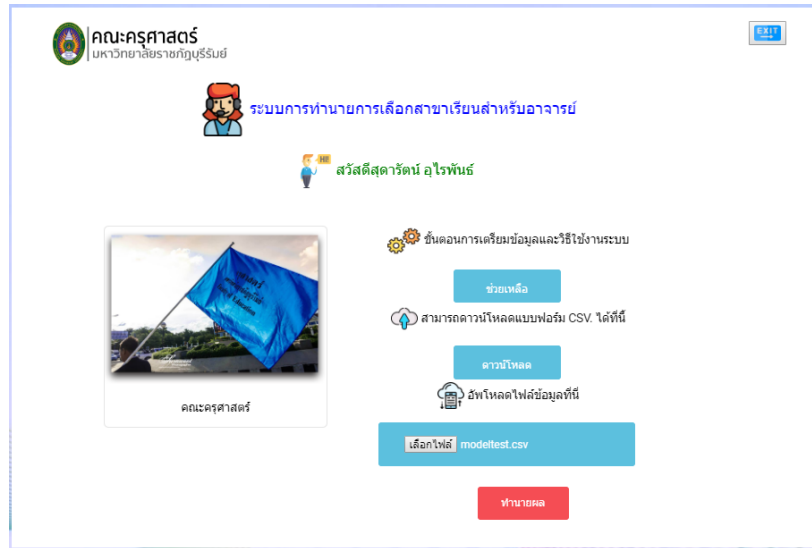 คณะครุศาสตร์
มหาวิทยาลัยราชภัฏบุรีรัมย์
EXIT
ระบบการทำนายการเลือกสาขาเรียนสำหรับอาจารย์
HI!
สวัสดีสุดารัตน์ อุไรพันธ์
ขั้นตอนการเตรียมข้อมูลและวิธีใช้งานระบบ
ช่วยเหลือ
สามารถดาวน์โหลดแบบฟอร์ม CSV. ได้ที่นี่
ดาวน์โหลด
อัพโหลดไฟล์ข้อมูลที่นี่
คณะครุศาสตร์
เลือกไฟล์ modeltest.csv
ทำนายผล